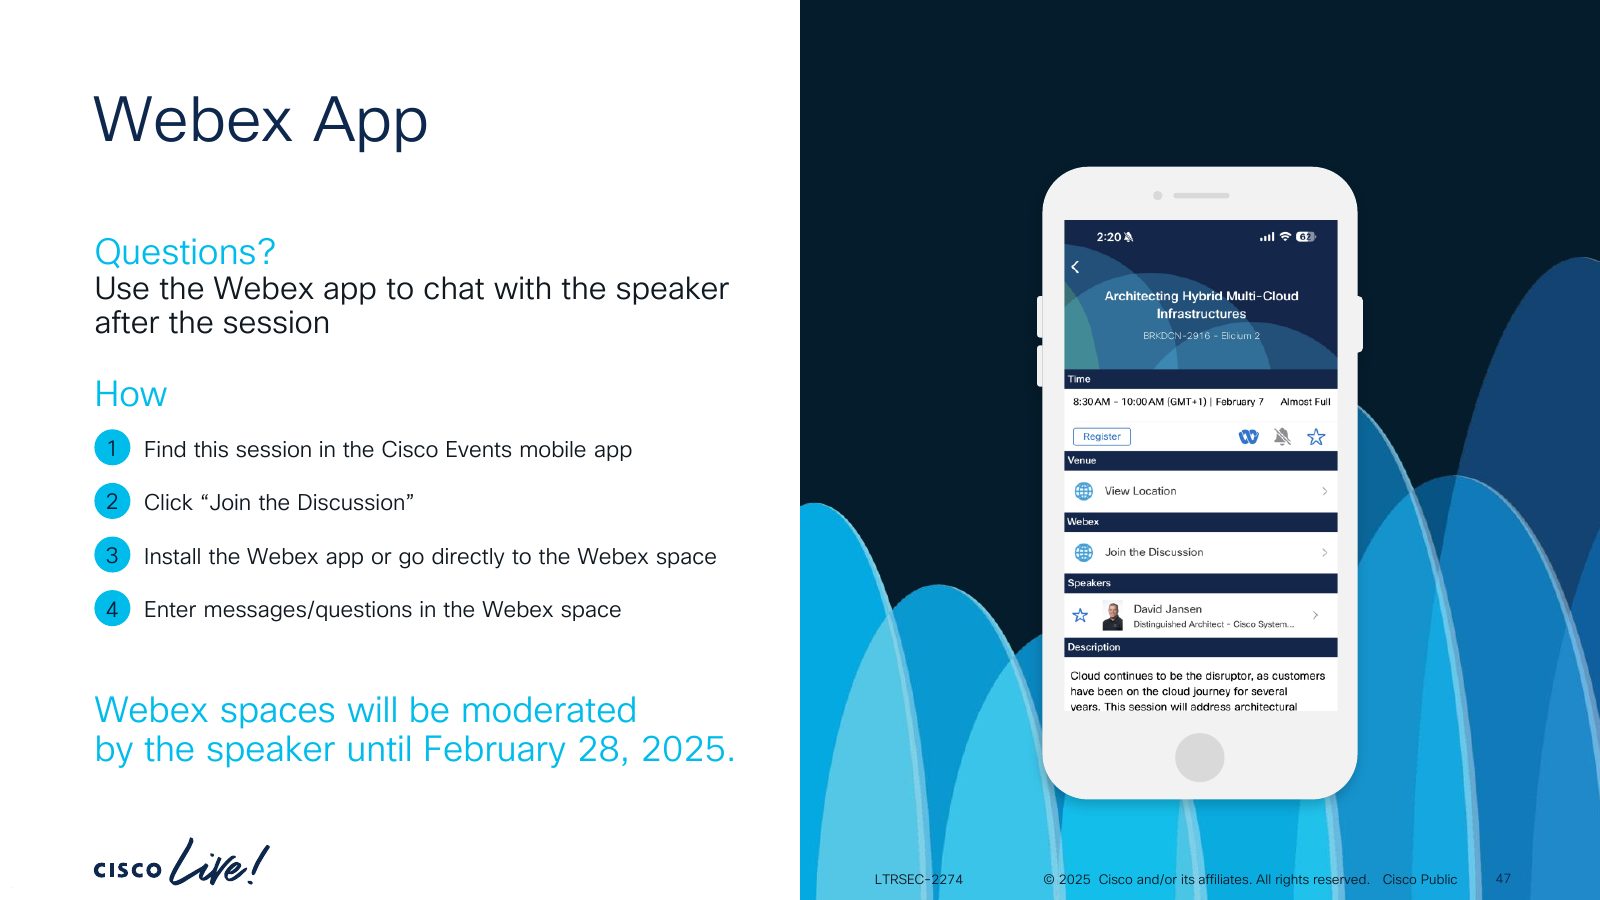 Webex App
Questions?
Use the Webex app to chat with the speaker
after the session
How
1 Find this session in the Cisco Events mobile app
2 Click “Join the Discussion”
3 Install the Webex app or go directly to the Webex space
4 Enter messages/questions in the Webex space
Webex spaces will be moderated
by the speaker until February 28, 2025.
CISCO Live!
2:20
62
Architecting Hybrid Multi-Cloud
Infrastructures
BRKDCN-2916 - Elicium 2
Time
8:30 AM - 10:00 AM (GMT+1) | February 7 Almost Full
Register
Venue
View Location
Webex
Join the Discussion
Speakers
David Jansen
Distinguished Architect - Cisco System...
Description
Cloud continues to be the disruptor, as customers
have been on the cloud journey for several
years. This session will address architectural
LTRSEC-2274 © 2025 Cisco and/or its affiliates. All rights reserved. Cisco Public 47